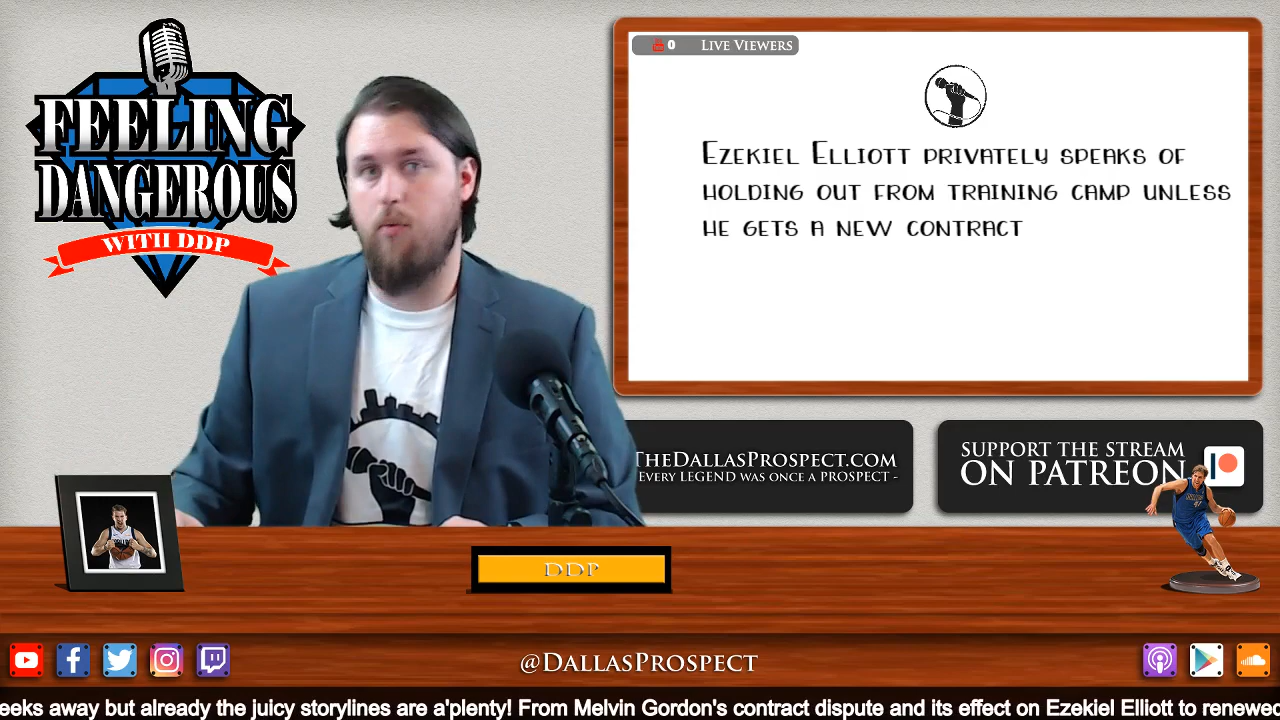 FEELING
DANGEROUS
WITH DDP
0 LIVE VIEWERS
EZEKIEL ELLIOTT PRIVATELY SPEAKS OF
HOLDING OUT FROM TRAINING CAMP UNLESS
HE GETS A NEW CONTRACT
THEDALLASPROSPECT.COM
EVERY LEGEND WAS ONCE A PROSPECT -
SUPPORT THE STREAM
ON PATREON
DDP
@DALLASPROSPECT
eeks away but already the juicy storylines are a'plenty! From Melvin Gordon's contract dispute and its effect on Ezekiel Elliott to renewed